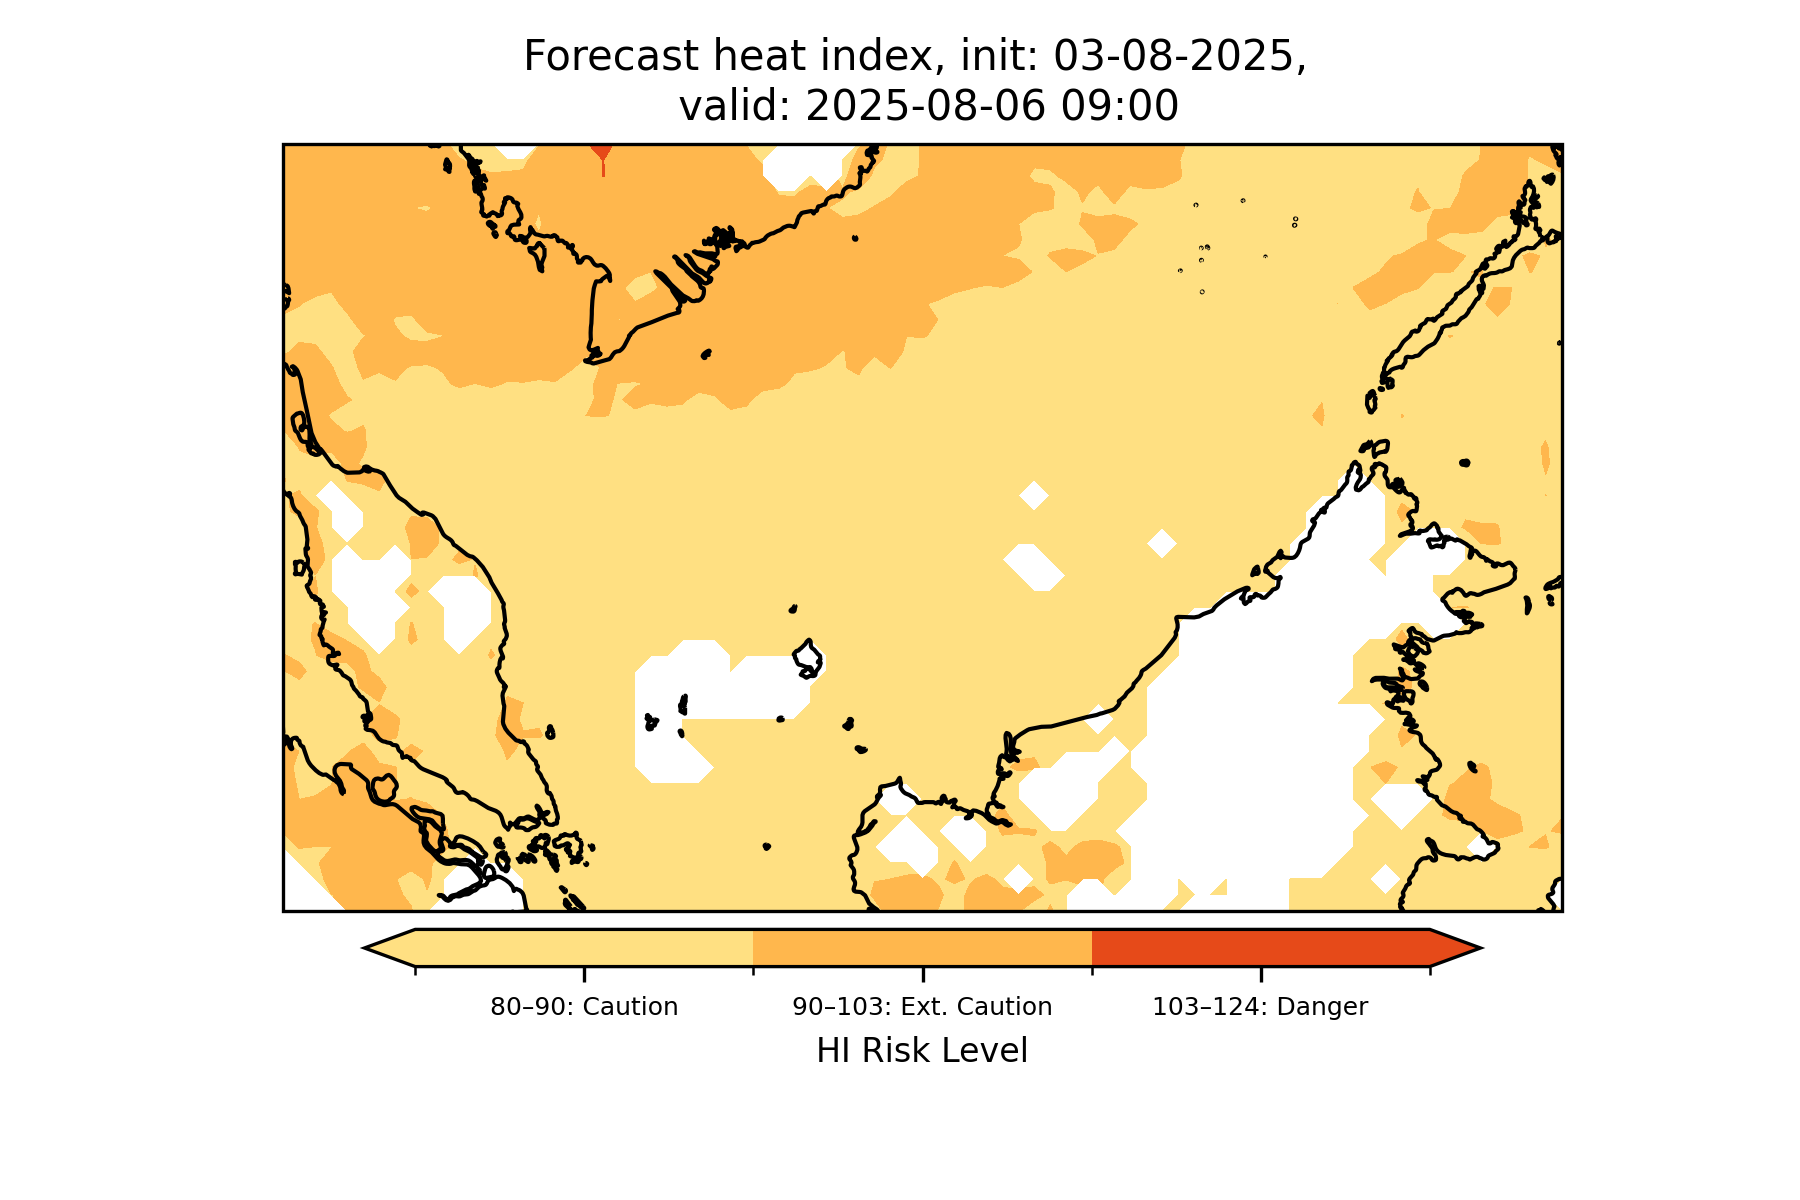 Forecast heat index, init: 03-08-2025,
valid: 2025-08-06 09:00
80–90: Caution
90–103: Ext. Caution
103–124: Danger
HI Risk Level